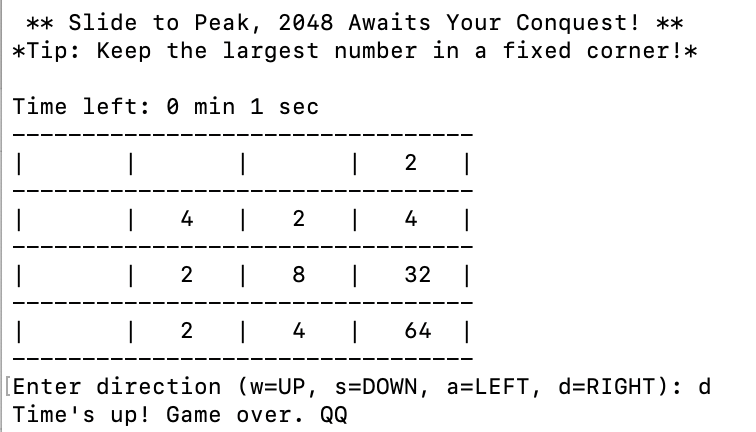 ** Slide to Peak, 2048 Awaits Your Conquest! **
*Tip: Keep the largest number in a fixed corner!*
Time left: 0 min 1 sec
---------------------------------
|       |       |       |   2   |
---------------------------------
|       |   4   |   2   |   4   |
---------------------------------
|       |   2   |   8   |   32  |
---------------------------------
|       |   2   |   4   |   64  |
---------------------------------
[Enter direction (w=UP, s=DOWN, a=LEFT, d=RIGHT): d
Time's up! Game over. QQ